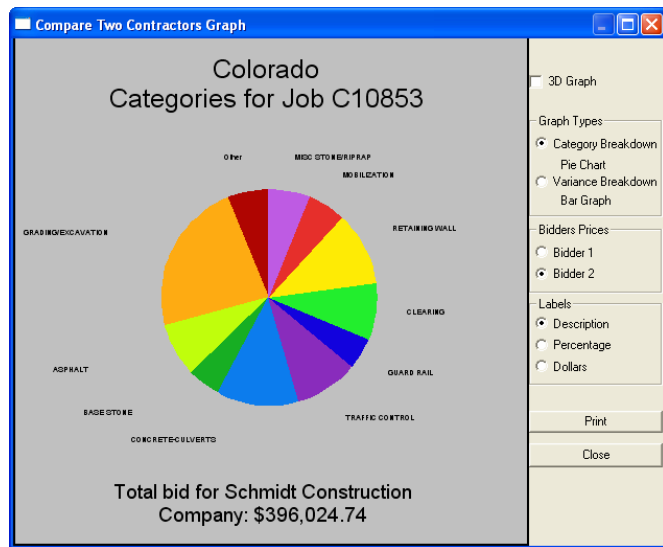 Compare Two Contractors Graph
Colorado
Categories for Job C10853
Other
MISC STONE/RIPRAP
MOBILIZATION
GRADING/EXCAVATION
RETAINING WALL
CLEARING
ASPHALT
GUARD RAIL
BASE STONE
TRAFFIC CONTROL
CONCRETE-CULVERTS
Total bid for Schmidt Construction
Company: $396,024.74
3D Graph
Graph Types
Category Breakdown
Pie Chart
Variance Breakdown
Bar Graph
Bidders Prices
Bidder 1
Bidder 2
Labels
Description
Percentage
Dollars
Print
Close